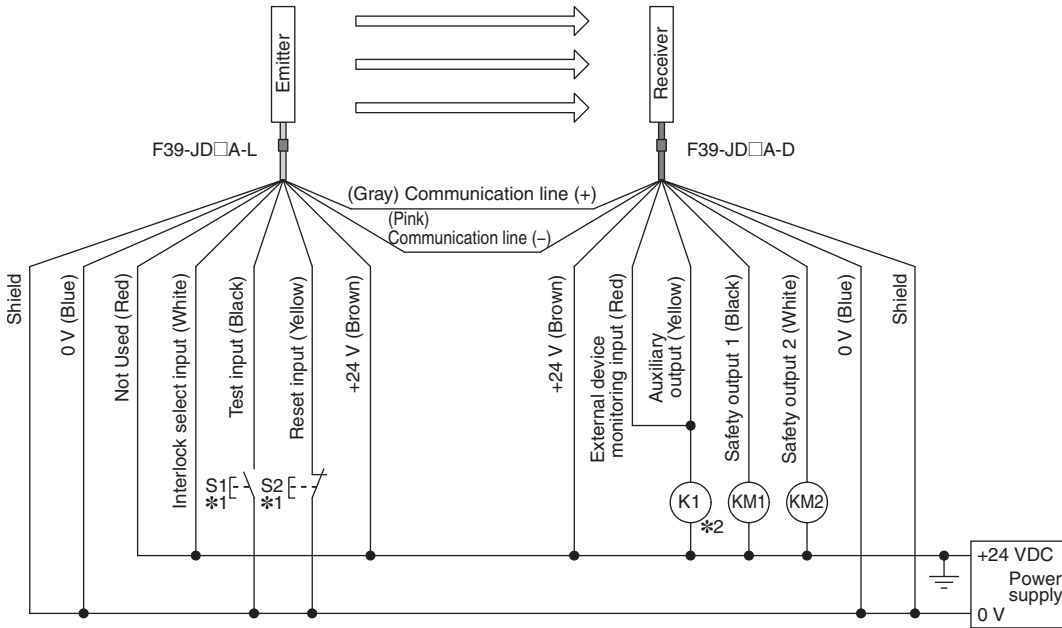 Emitter
Receiver
F39-JD□A-L
F39-JD□A-D
(Gray) Communication line (+)
(Pink)
Communication line (–)
Shield
0 V (Blue)
Not Used (Red)
Interlock select input (White)
Test input (Black)
Reset input (Yellow)
+24 V (Brown)
+24 V (Brown)
External device
monitoring input (Red)
Auxiliary
output (Yellow)
Safety output 1 (Black)
Safety output 2 (White)
0 V (Blue)
Shield
S1
✱1
S2
✱1
K1
✱2
KM1
KM2
+24 VDC
Power
supply
0 V